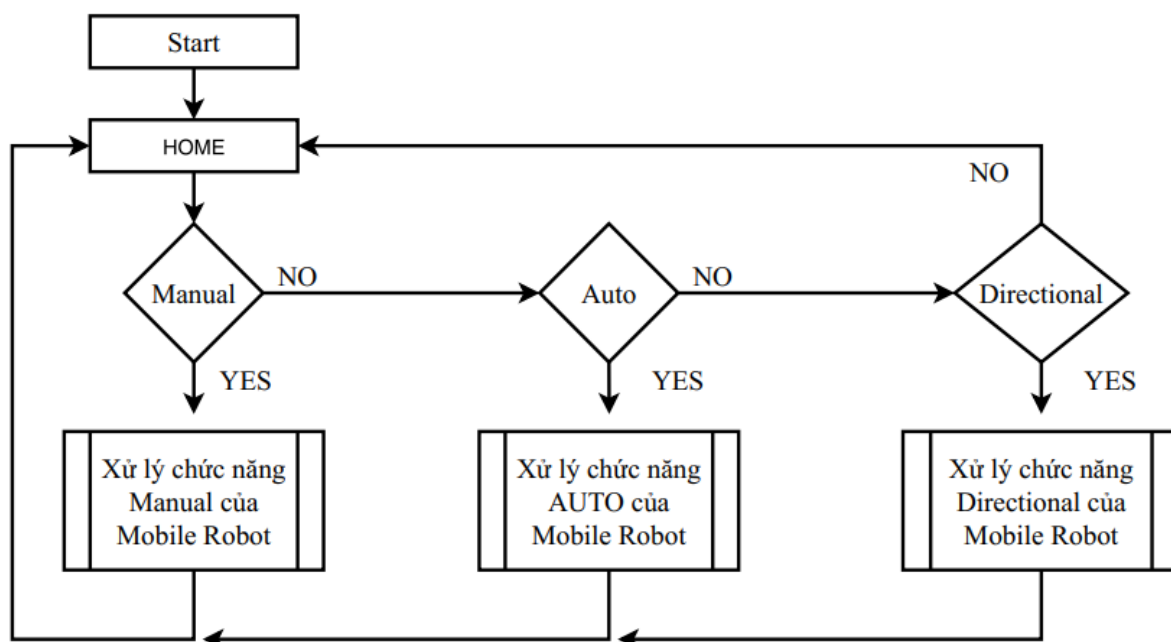 Start
HOME
NO
Manual
NO
Auto
NO
Directional
YES
YES
YES
Xử lý chức năng
Manual của
Mobile Robot
Xử lý chức năng
AUTO của
Mobile Robot
Xử lý chức năng
Directional của
Mobile Robot